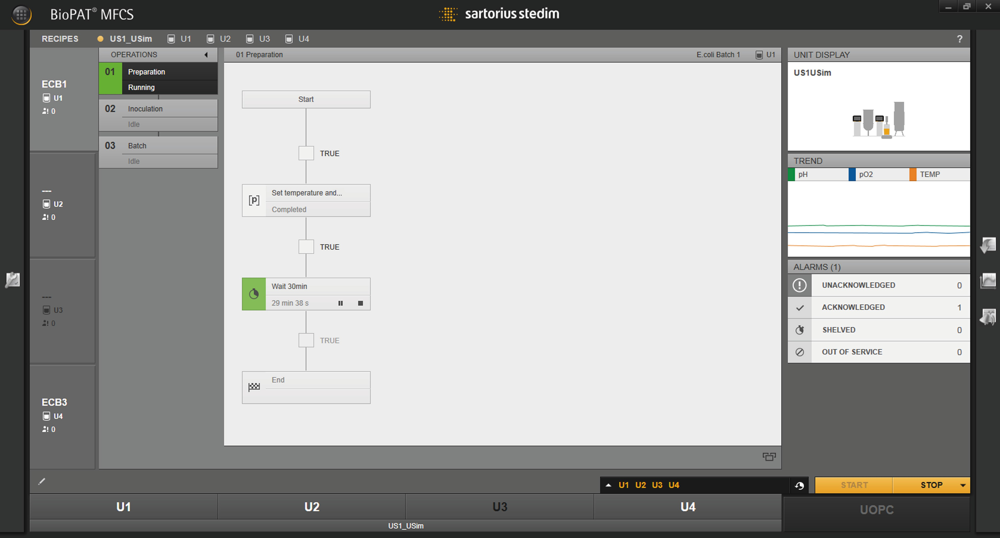 BioPAT® MFCS
sartorius stedim
RECIPES US1_USim U1 U2 U3 U4 ?
ECB1
U1
0
---
U2
0
---
U3
0
ECB3
U4
0
OPERATIONS
01 Preparation
Running
02 Inoculation
Idle
03 Batch
Idle
01 Preparation E.coli Batch 1 U1
Start
TRUE
[p] Set temperature and...
Completed
TRUE
Wait 30min
29 min 38 s
TRUE
End
UNIT DISPLAY
US1USim
TREND
pH pO2 TEMP
ALARMS (1)
UNACKNOWLEDGED 0
ACKNOWLEDGED 1
SHELVED 0
OUT OF SERVICE 0
U1 U2 U3 U4
START STOP
U1 U2 U3 U4 UOPC
US1_USim